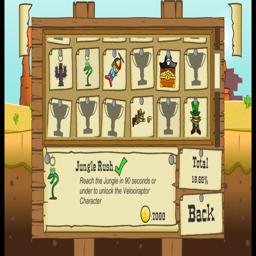 Jungle Rush
Total
Reach the Jungle in 90 seconds or
under to unlock the Velociraptor
Character
18.60%
7000
Back